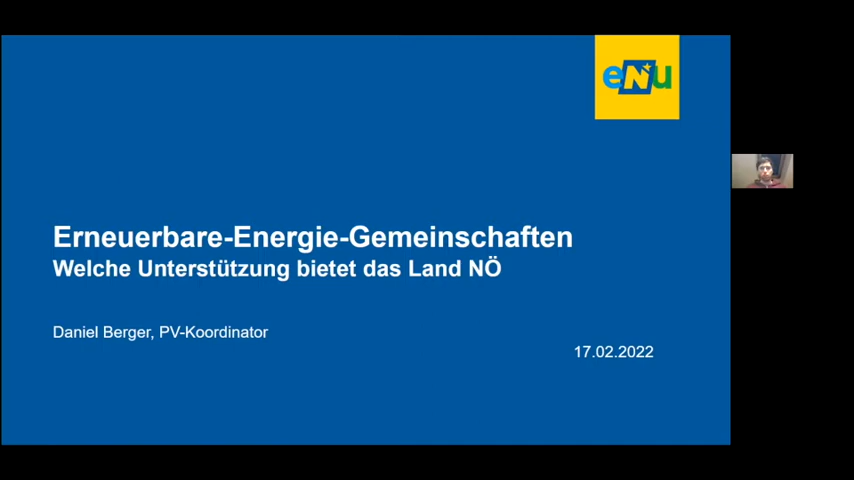 eNu
Erneuerbare-Energie-Gemeinschaften
Welche Unterstützung bietet das Land NÖ
Daniel Berger, PV-Koordinator
17.02.2022